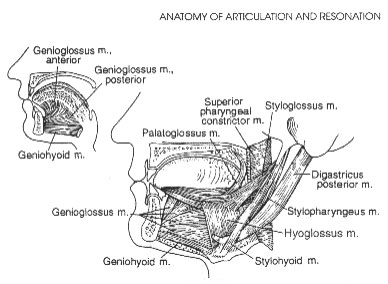 ANATOMY OF ARTICULATION AND RESONATION
Genioglossus m.,
anterior
Genioglossus m.,
posterior
Geniohyoid m.
Superior
pharyngeal
constrictor m.
Styloglossus m.
Palatoglossus m.
Digastricus
posterior m.
Genioglossus m.
Stylopharyngeus m.
Hyoglossus m.
Geniohyoid m.
Stylohyoid m.